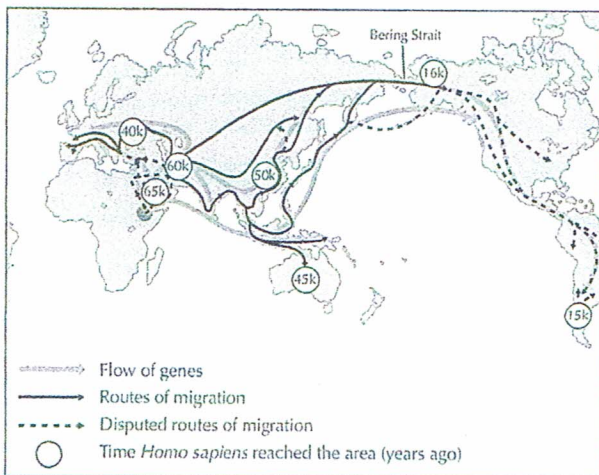 Bering Strait
16k
40k
60k
50k
65k
45k
15k
Flow of genes
Routes of migration
Disputed routes of migration
Time Homo sapiens reached the area (years ago)